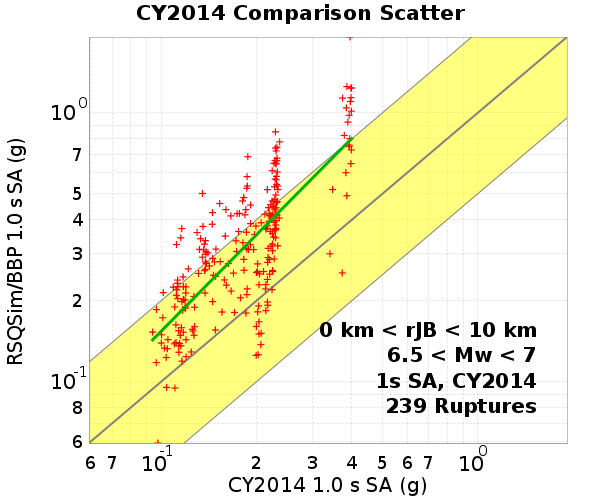 CY2014 Comparison Scatter
RSQSim/BBP 1.0 s SA (g)
10^0
7
5
4
3
2
10^-1
8
6
0 km < rJB < 10 km
6.5 < Mw < 7
1s SA, CY2014
239 Ruptures
6 7 10^-1 2 3 4 5 6 7 10^0
CY2014 1.0 s SA (g)